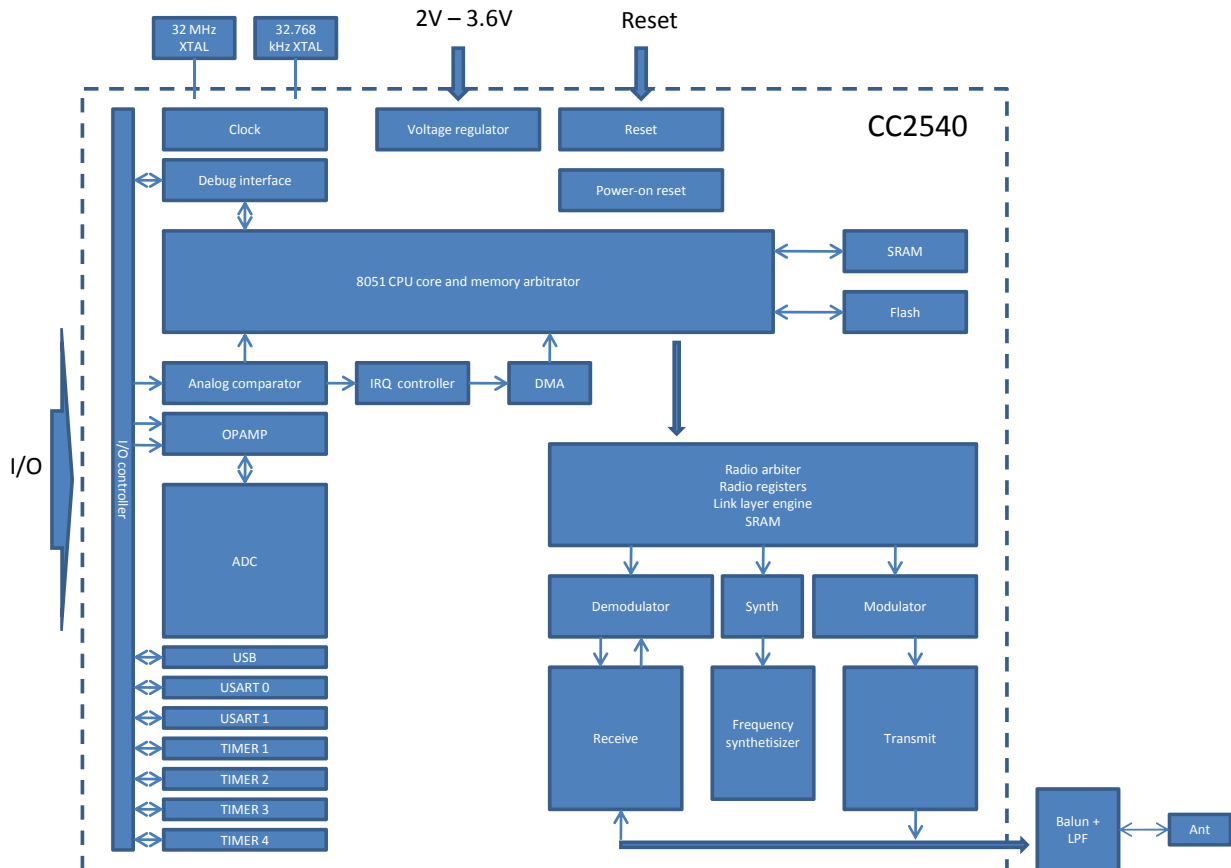 32 MHz
XTAL
32.768
kHz XTAL
2V – 3.6V
Reset
Clock
Voltage regulator
Reset
CC2540
Debug interface
Power-on reset
8051 CPU core and memory arbitrator
SRAM
Flash
Analog comparator
IRQ controller
DMA
OPAMP
I/O
I/O controller
ADC
Radio arbiter
Radio registers
Link layer engine
SRAM
Demodulator
Synth
Modulator
USB
USART 0
USART 1
TIMER 1
TIMER 2
TIMER 3
TIMER 4
Receive
Frequency
synthetisizer
Transmit
Balun +
LPF
Ant